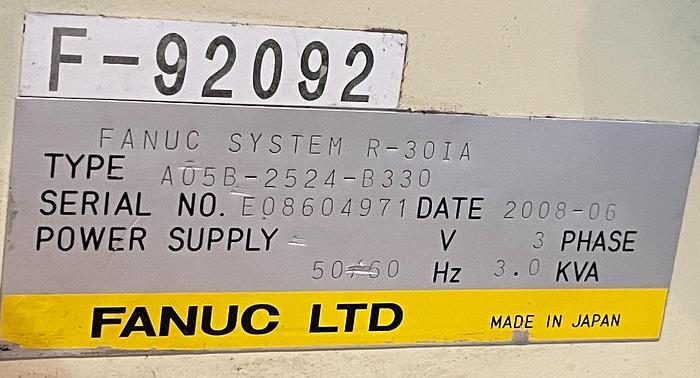 F-92092
FANUC SYSTEM R-30IA
TYPE A05B-2524-B330
SERIAL NO. E08604971 DATE 2008-06
POWER SUPPLY V 3 PHASE
50/60 Hz 3.0 KVA
FANUC LTD MADE IN JAPAN